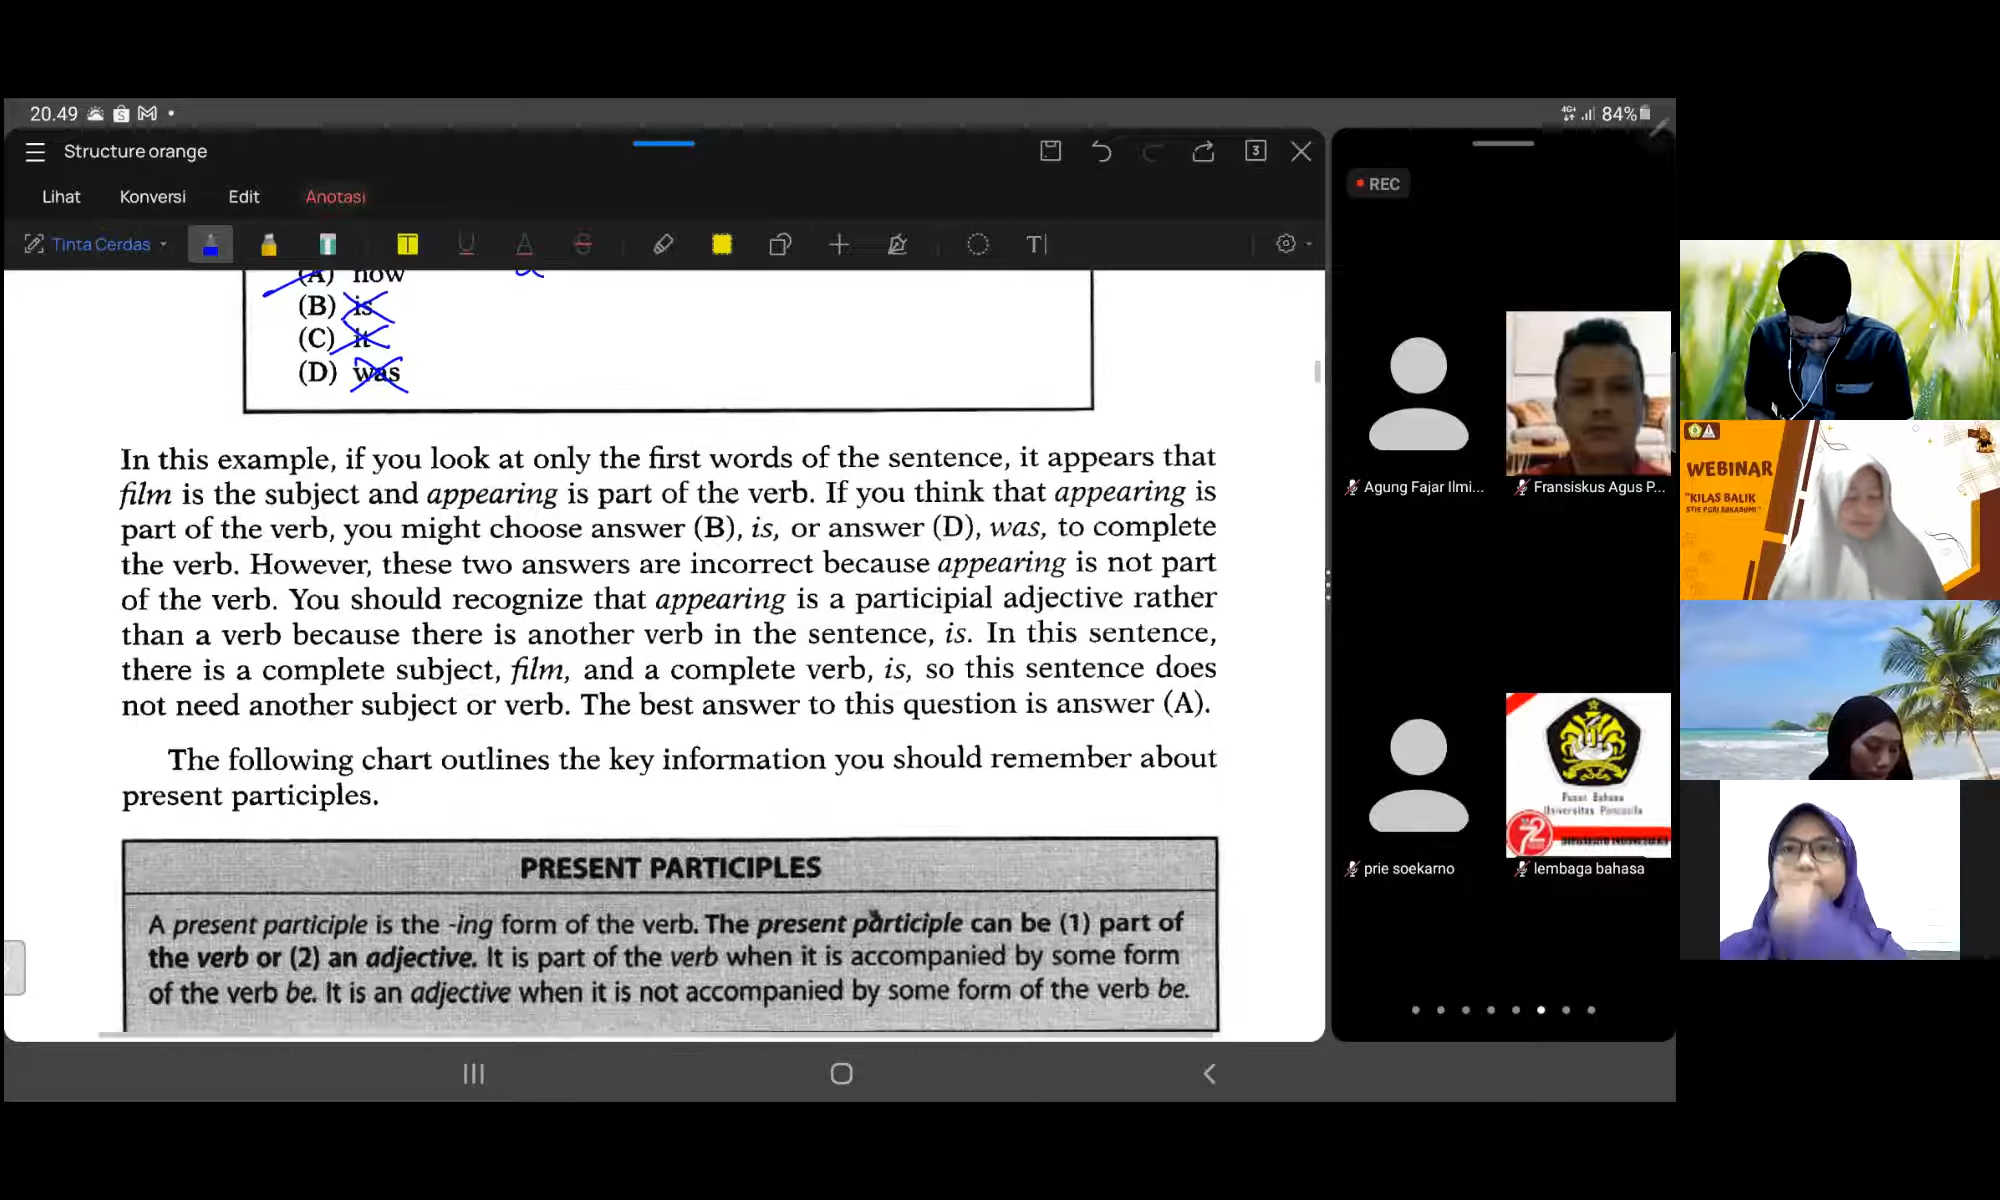 20.49
4G+ 84%
Structure orange
3
Lihat Konversi Edit Anotasi
Tinta Cerdas
T U A S T
(A) now
(B) is
(C) it
(D) was
In this example, if you look at only the first words of the sentence, it appears that
film is the subject and appearing is part of the verb. If you think that appearing is
part of the verb, you might choose answer (B), is, or answer (D), was, to complete
the verb. However, these two answers are incorrect because appearing is not part
of the verb. You should recognize that appearing is a participial adjective rather
than a verb because there is another verb in the sentence, is. In this sentence,
there is a complete subject, film, and a complete verb, is, so this sentence does
not need another subject or verb. The best answer to this question is answer (A).
The following chart outlines the key information you should remember about
present participles.
PRESENT PARTICIPLES
A present participle is the -ing form of the verb. The present participle can be (1) part of
the verb or (2) an adjective. It is part of the verb when it is accompanied by some form
of the verb be. It is an adjective when it is not accompanied by some form of the verb be.
REC
Agung Fajar Ilmi...
Fransiskus Agus P...
Pusat Bahasa
Universitas Pancasila
72
prie soekarno
lembaga bahasa
WEBINAR
"KILAS BALIK
STIE PGRI SUKABUMI"